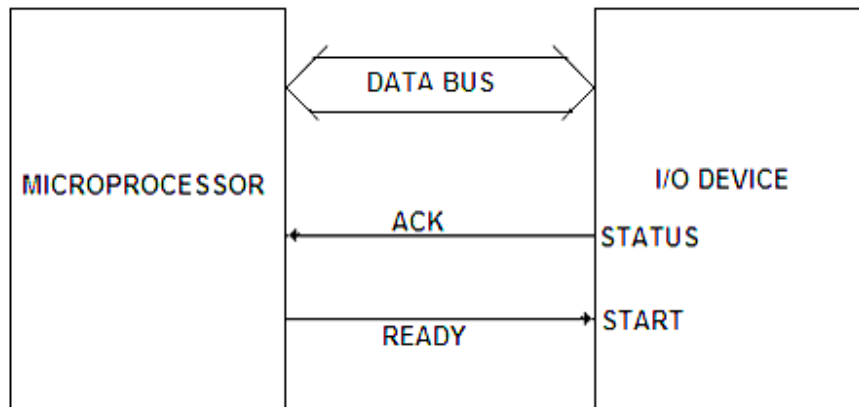 DATA BUS
MICROPROCESSOR
I/O DEVICE
ACK
STATUS
READY
START